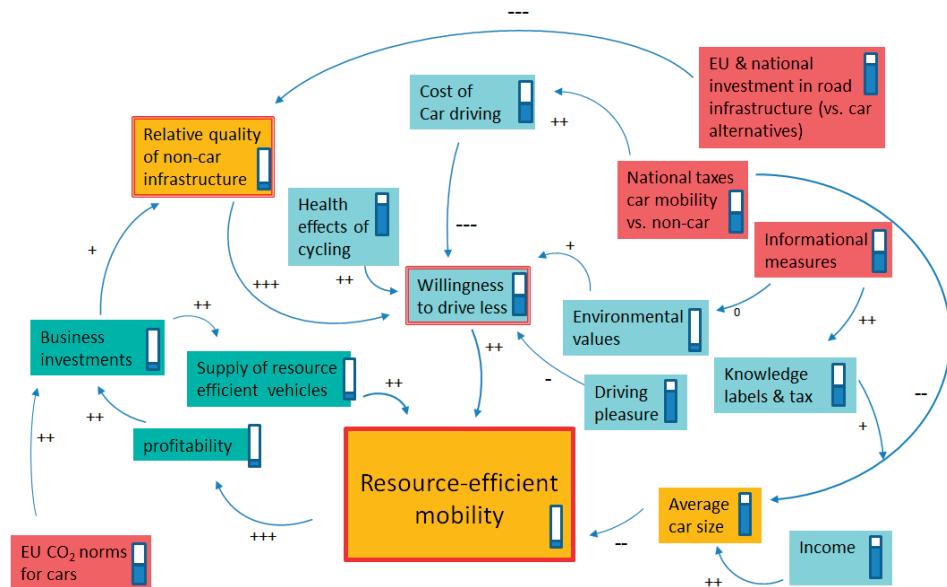 ---
EU & national
investment in road
infrastructure (vs. car
alternatives)
Cost of
Car driving
++
Relative quality
of non-car
infrastructure
National taxes
car mobility
vs. non-car
Health
effects of
cycling
---
Informational
measures
+
+
+++
++
Willingness
to drive less
Environmental
values
0
++
++
Business
investments
++
Supply of resource
efficient vehicles
++
-
Driving
pleasure
Knowledge
labels & tax
--
++
++
profitability
+
Resource-efficient
mobility
Average
car size
+++
--
EU CO₂ norms
for cars
Income
++